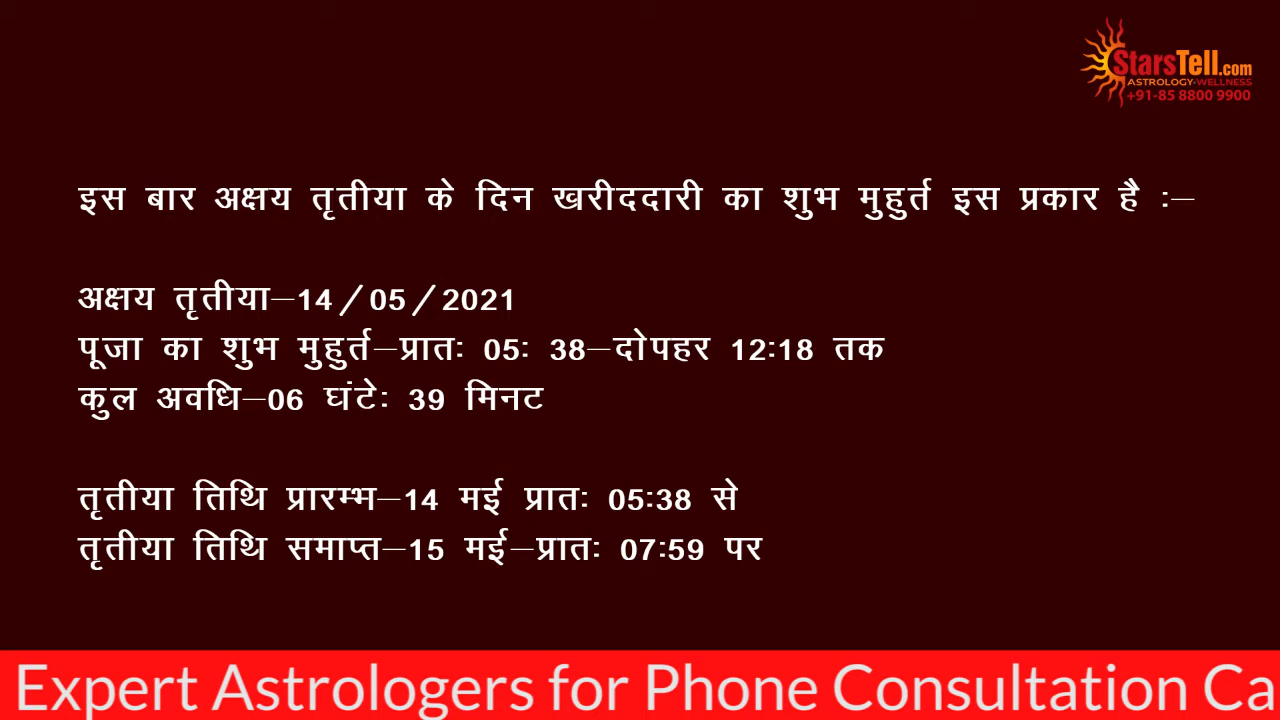 StarsTell.com
ASTROLOGY-WELLNESS
+91-85 8800 9900
इस बार अक्षय तृतीया के दिन खरीददारी का शुभ मुहुर्त इस प्रकार है ः—
अक्षय तृतीया—14/05/2021
पूजा का शुभ मुहुर्त—प्रातः 05ः 38—दोपहर 12ः18 तक
कुल अवधि—06 घंटेः 39 मिनट
तृतीया तिथि प्रारम्भ—14 मई प्रातः 05ः38 से
तृतीया तिथि समाप्त—15 मई—प्रातः 07ः59 पर
Expert Astrologers for Phone Consultation Ca